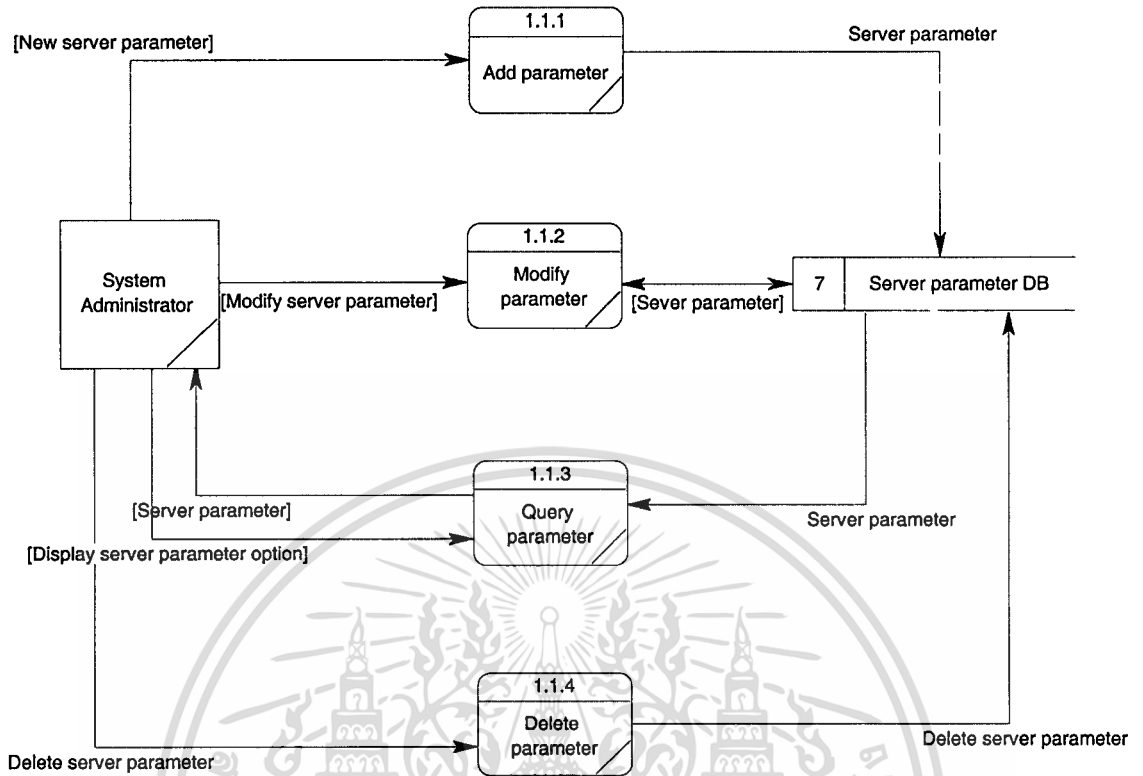 1.1.1
[New server parameter]
Server parameter
Add parameter
1.1.2
System
Administrator
[Modify server parameter]
Modify
parameter
[Sever parameter]
7
Server parameter DB
1.1.3
[Server parameter]
Query
parameter
Server parameter
[Display server parameter option]
1.1.4
Delete
parameter
Delete server parameter
Delete server parameter